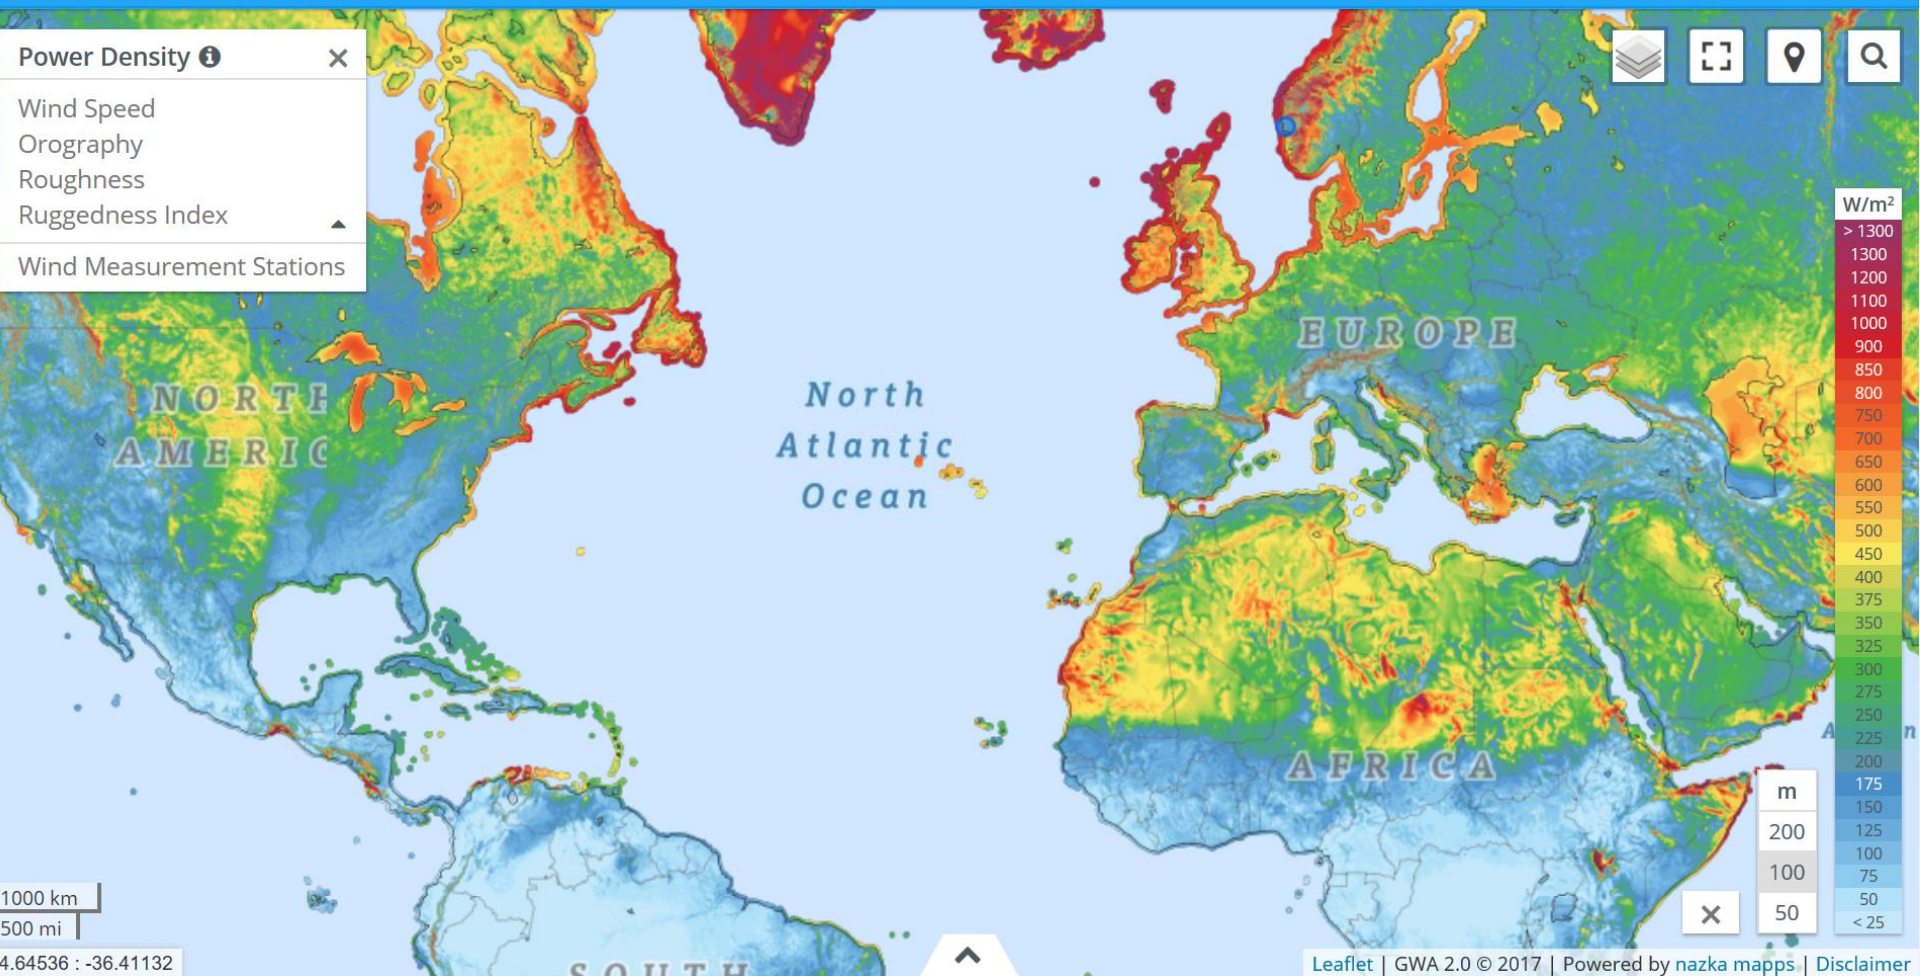 Power Density
Wind Speed
Orography
Roughness
Ruggedness Index
Wind Measurement Stations
NORTH
AMERIC
North
Atlantic
Ocean
EUROPE
AFRICA
SOUTH
A
n
W/m²
> 1300
1300
1200
1100
1000
900
850
800
750
700
650
600
550
500
450
400
375
350
325
300
275
250
225
200
175
150
125
100
75
50
< 25
m
200
100
50
1000 km
500 mi
4.64536 : -36.41132
Leaflet | GWA 2.0 © 2017 | Powered by nazka mapps | Disclaimer